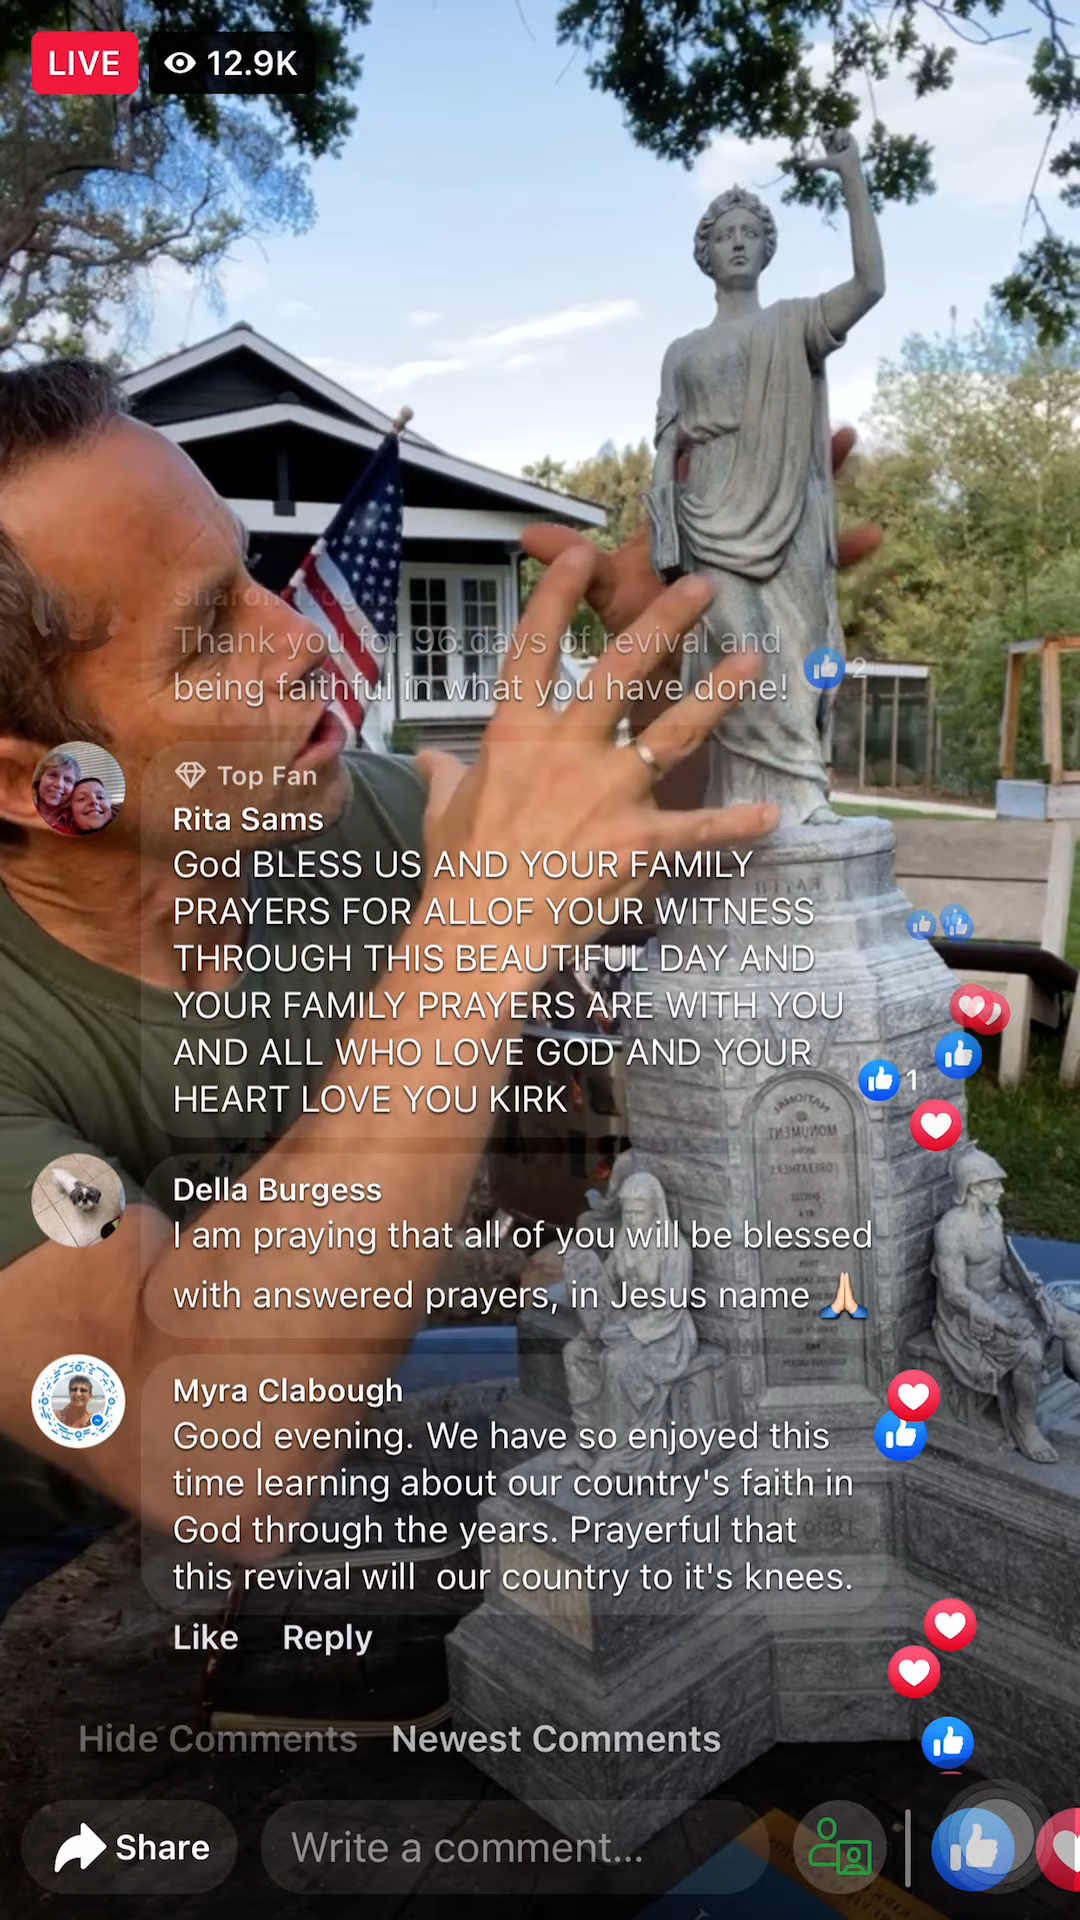 LIVE
12.9K
Thank you for 96 days of revival and
being faithful in what you have done!
2
Top Fan
Rita Sams
God BLESS US AND YOUR FAMILY
PRAYERS FOR ALLOF YOUR WITNESS
THROUGH THIS BEAUTIFUL DAY AND
YOUR FAMILY PRAYERS ARE WITH YOU
AND ALL WHO LOVE GOD AND YOUR
HEART LOVE YOU KIRK
1
Della Burgess
I am praying that all of you will be blessed
with answered prayers, in Jesus name 🙏
Myra Clabough
Good evening. We have so enjoyed this
time learning about our country's faith in
God through the years. Prayerful that
this revival will our country to it's knees.
Like Reply
Hide Comments Newest Comments
Share
Write a comment...
FAITH
NATIONAL
MONUMENT
FOREFATHERS